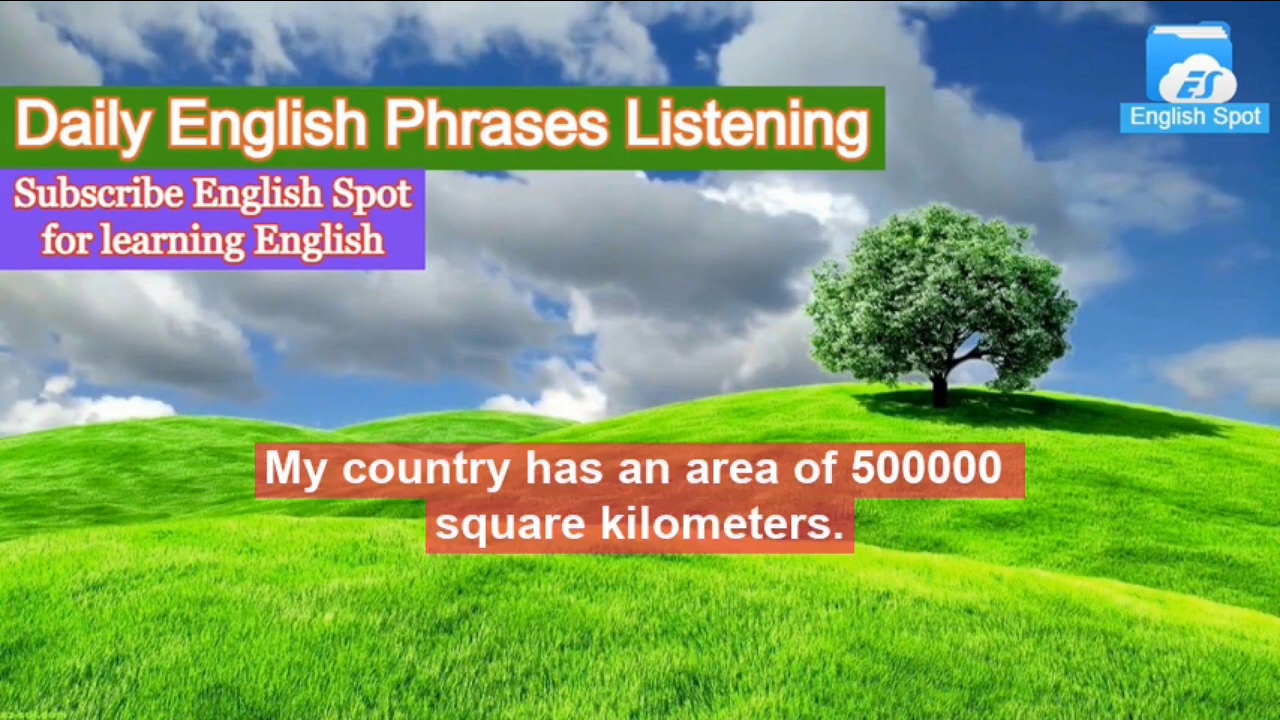 Daily English Phrases Listening
Subscribe English Spot
for learning English
ES
English Spot
My country has an area of 500000
square kilometers.